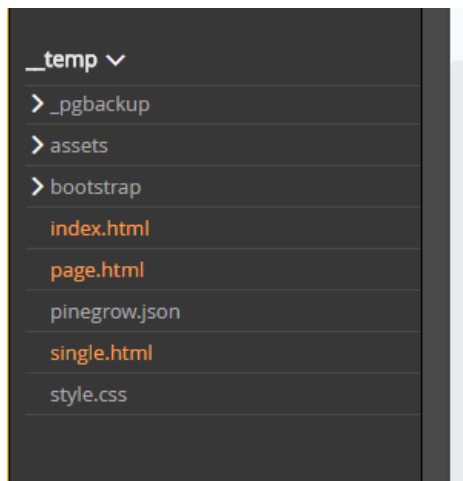 __temp
_pgbackup
assets
bootstrap
index.html
page.html
pinegrow.json
single.html
style.css